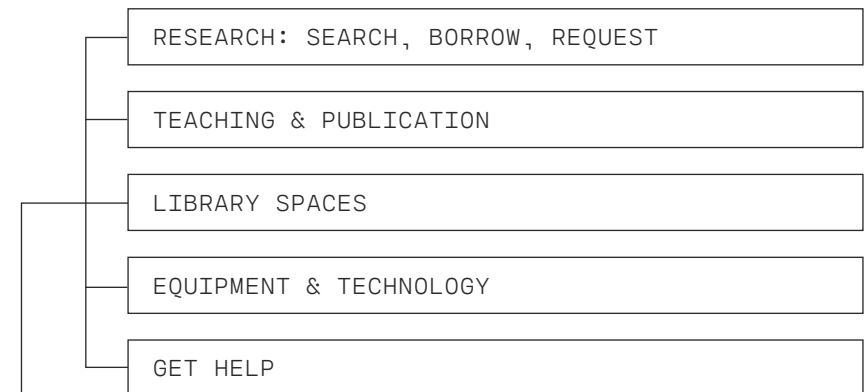 RESEARCH: SEARCH, BORROW, REQUEST
TEACHING & PUBLICATION
LIBRARY SPACES
EQUIPMENT & TECHNOLOGY
GET HELP